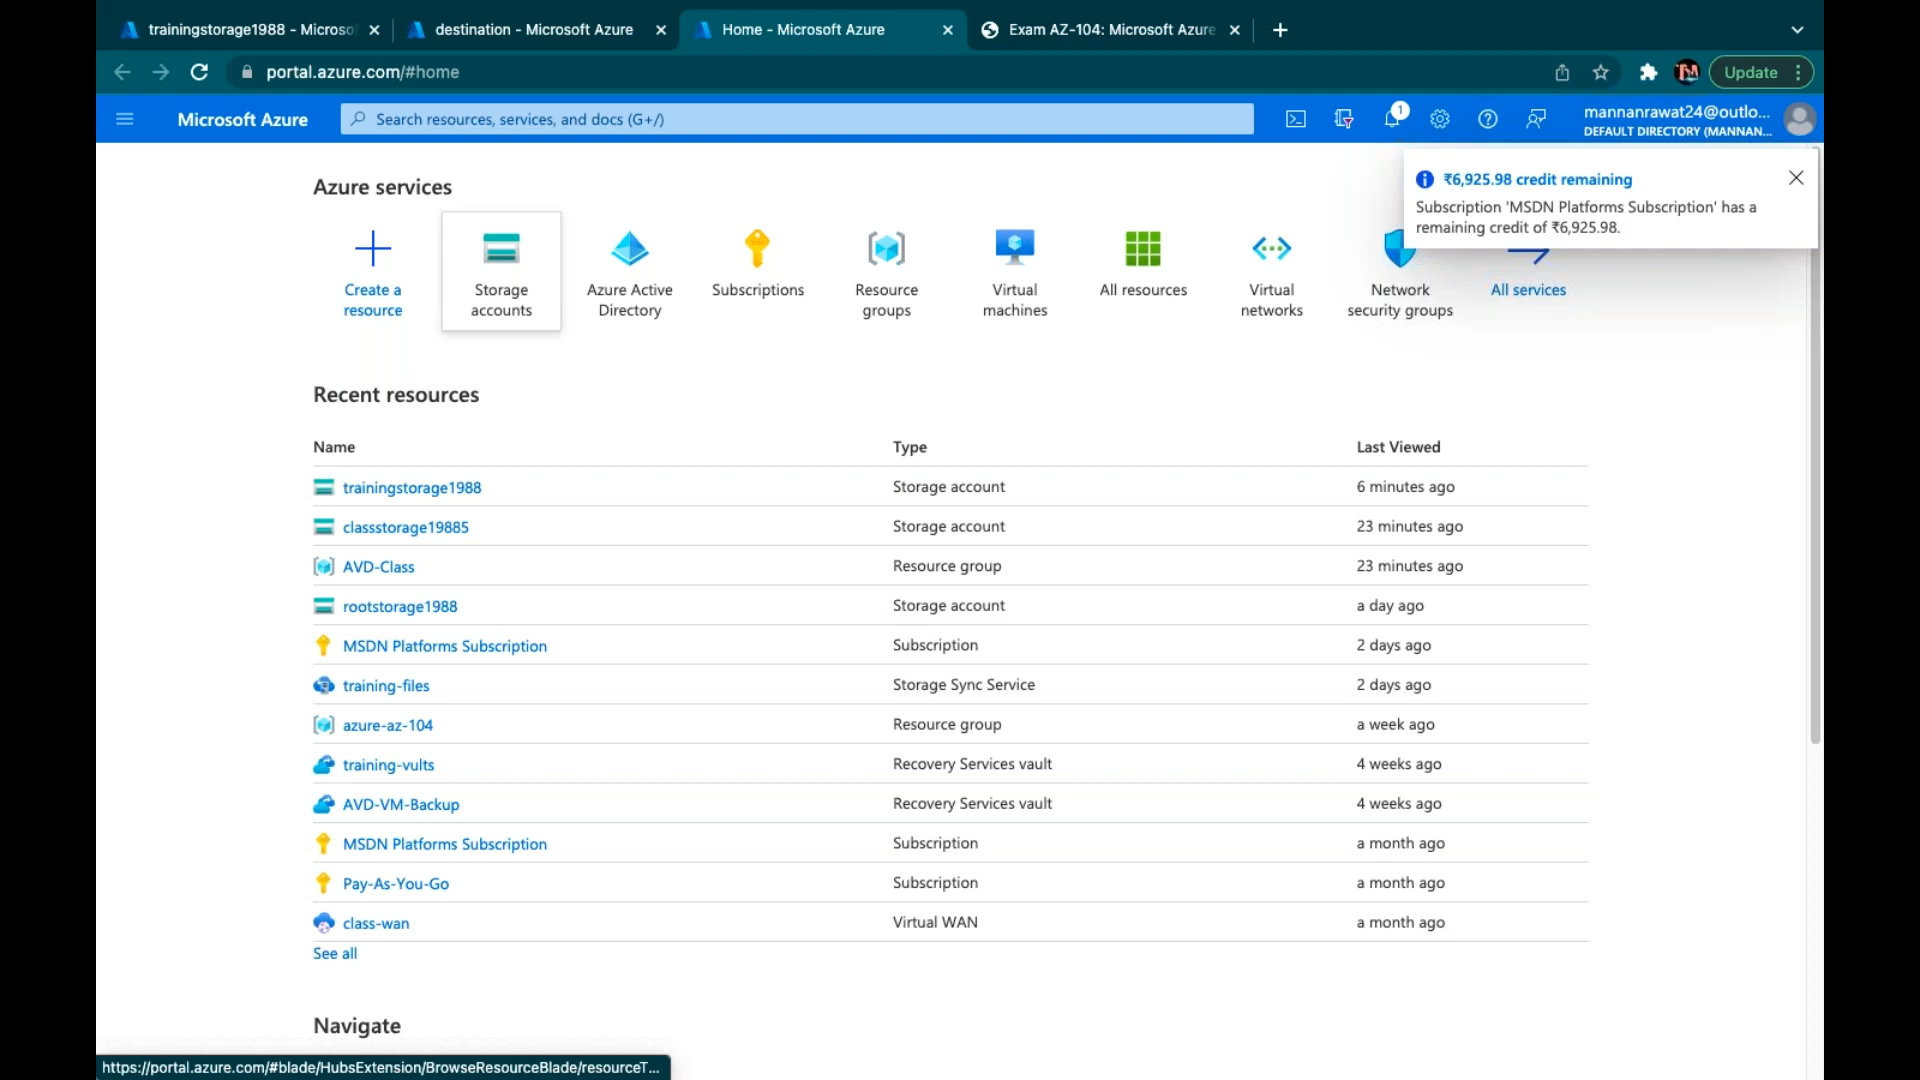 trainingstorage1988 - Microsof
destination - Microsoft Azure
Home - Microsoft Azure
Exam AZ-104: Microsoft Azure
portal.azure.com/#home
Update
Microsoft Azure
Search resources, services, and docs (G+/)
1
mannanrawat24@outlo...
DEFAULT DIRECTORY (MANNAN...
₹6,925.98 credit remaining
Subscription 'MSDN Platforms Subscription' has a
remaining credit of ₹6,925.98.
Azure services
Create a
resource
Storage
accounts
Azure Active
Directory
Subscriptions
Resource
groups
Virtual
machines
All resources
Virtual
networks
Network
security groups
All services
Recent resources
Name Type Last Viewed
trainingstorage1988 Storage account 6 minutes ago
classstorage19885 Storage account 23 minutes ago
AVD-Class Resource group 23 minutes ago
rootstorage1988 Storage account a day ago
MSDN Platforms Subscription Subscription 2 days ago
training-files Storage Sync Service 2 days ago
azure-az-104 Resource group a week ago
training-vults Recovery Services vault 4 weeks ago
AVD-VM-Backup Recovery Services vault 4 weeks ago
MSDN Platforms Subscription Subscription a month ago
Pay-As-You-Go Subscription a month ago
class-wan Virtual WAN a month ago
See all
Navigate
https://portal.azure.com/#blade/HubsExtension/BrowseResourceBlade/resourceT...